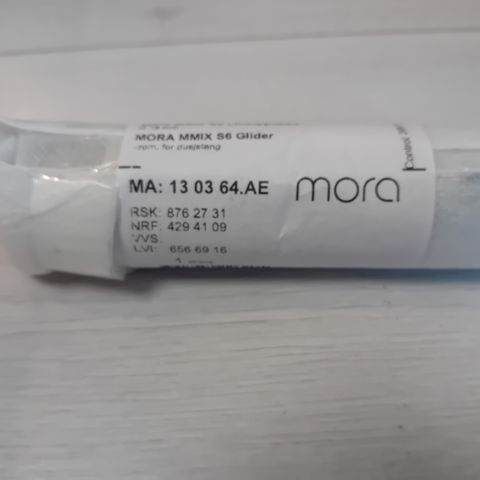 MORA MMIX S6 Glider
krom, for dusjstang
MA: 13 03 64.AE
mora
Control
RSK: 876 27 31
NRF: 429 41 09
VVS:
LVI: 656 69 16